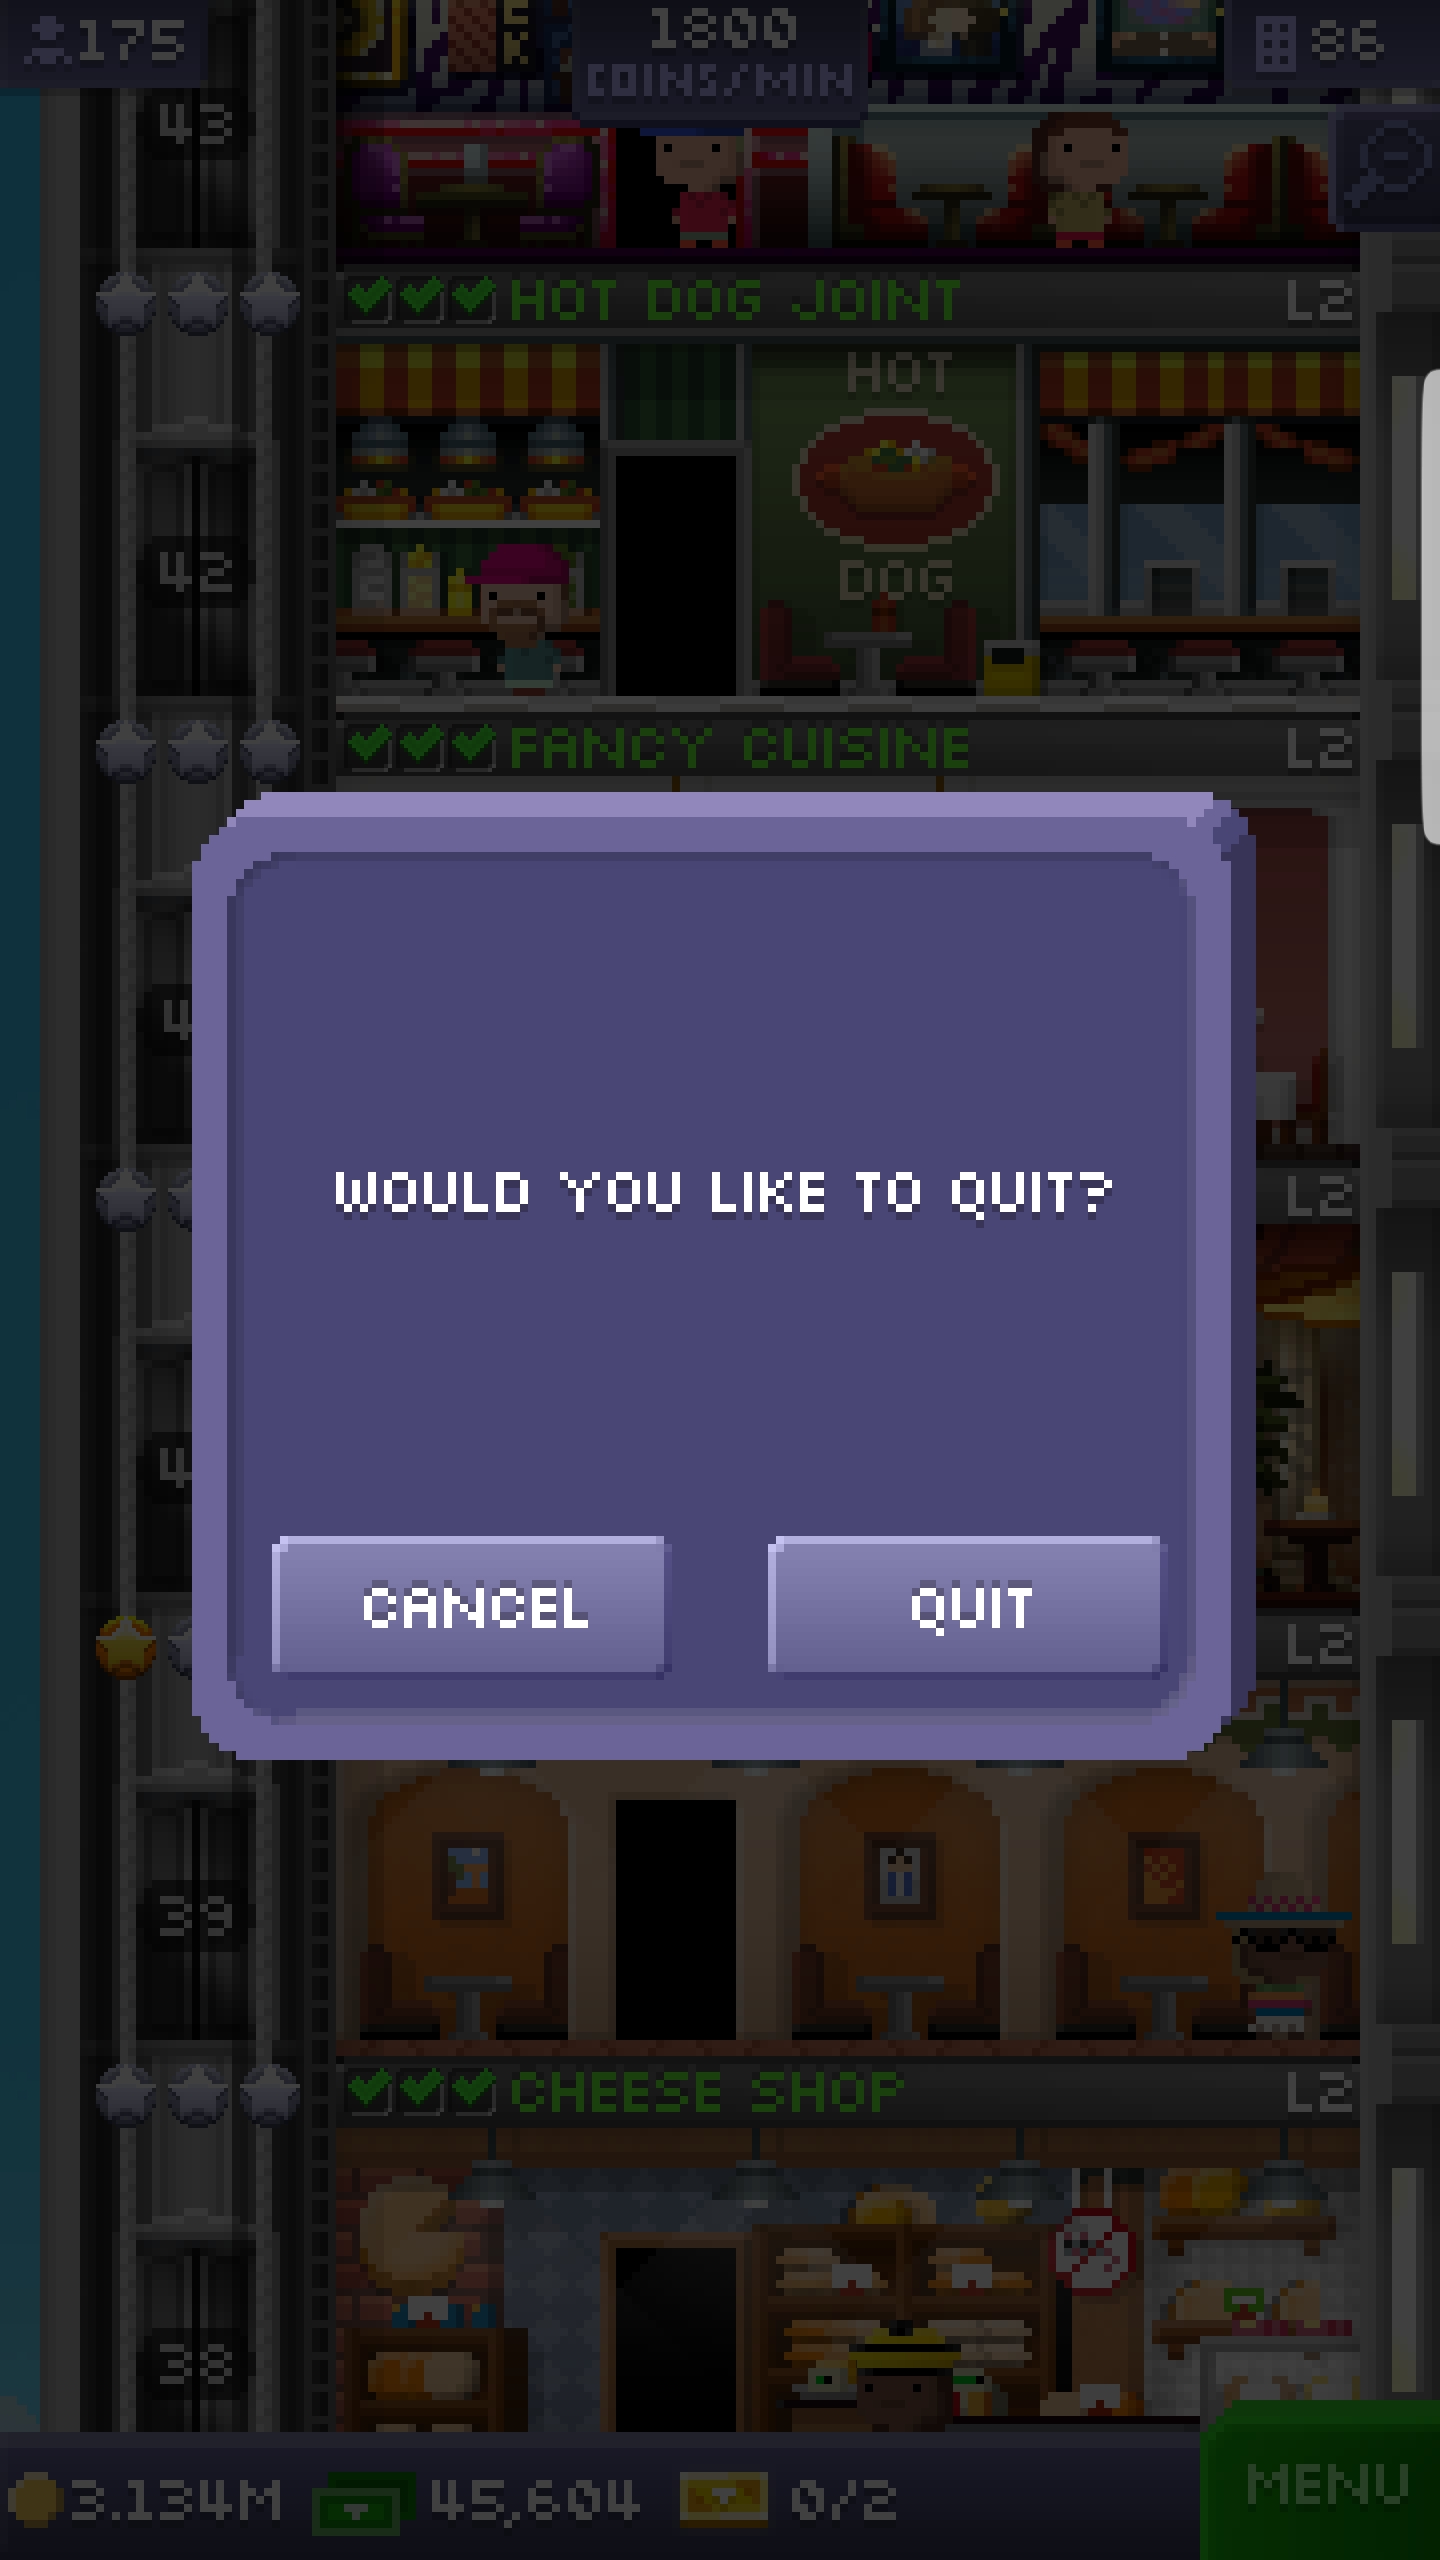 175
1800
COINS/MIN
86
43
HOT DOG JOINT
L2
HOT
DOG
42
FANCY CUISINE
L2
L2
WOULD YOU LIKE TO QUIT?
CANCEL
QUIT
L2
39
CHEESE SHOP
L2
38
3.134M
45,604
0/2
MENU